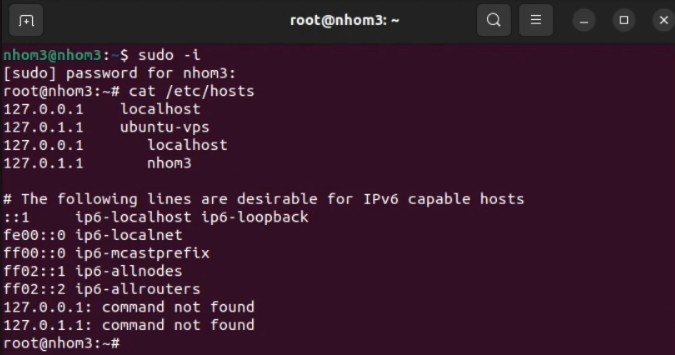 root@nhom3: ~
nhom3@nhom3:~$ sudo -i
[sudo] password for nhom3:
root@nhom3:~# cat /etc/hosts
127.0.0.1    localhost
127.0.1.1    ubuntu-vps
127.0.0.1       localhost
127.0.1.1       nhom3
# The following lines are desirable for IPv6 capable hosts
::1     ip6-localhost ip6-loopback
fe00::0 ip6-localnet
ff00::0 ip6-mcastprefix
ff02::1 ip6-allnodes
ff02::2 ip6-allrouters
127.0.0.1: command not found
127.0.1.1: command not found
root@nhom3:~#